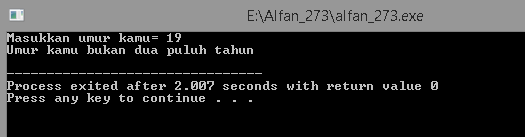 E:\Alfan_273\alfan_273.exe
Masukkan umur kamu= 19
Umur kamu bukan dua puluh tahun
--------------------------------
Process exited after 2.007 seconds with return value 0
Press any key to continue . . .